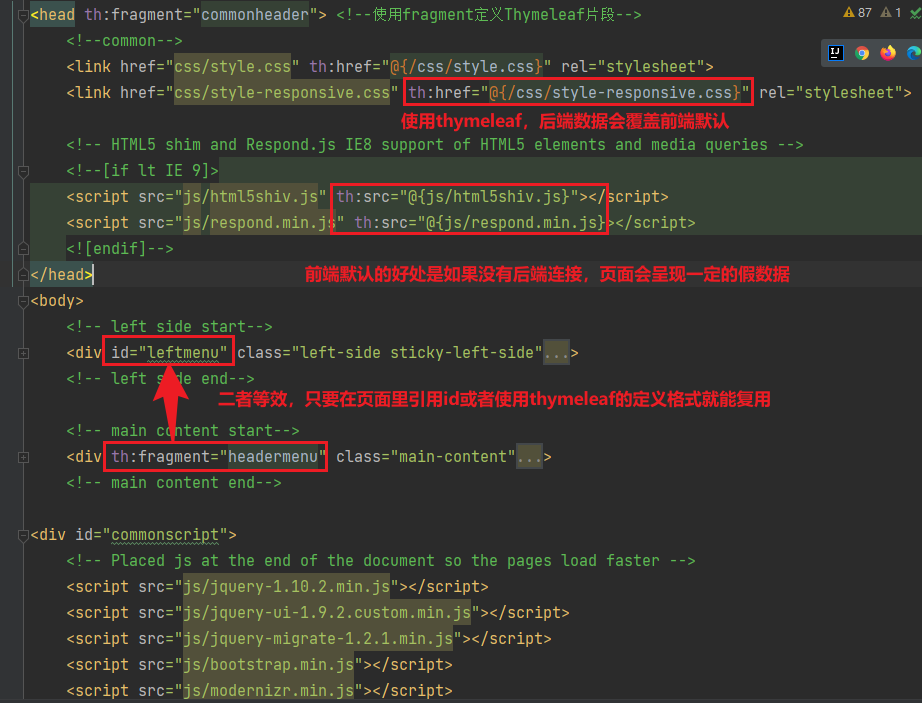 <head th:fragment="commonheader"> <!--使用fragment定义Thymeleaf片段-->
87 1
<!--common-->
<link href="css/style.css" th:href="@{/css/style.css}" rel="stylesheet">
<link href="css/style-responsive.css" th:href="@{/css/style-responsive.css}" rel="stylesheet">
使用thymeleaf，后端数据会覆盖前端默认
<!-- HTML5 shim and Respond.js IE8 support of HTML5 elements and media queries -->
<!--[if lt IE 9]>
<script src="js/html5shiv.js" th:src="@{js/html5shiv.js}"></script>
<script src="js/respond.min.js" th:src="@{js/respond.min.js}></script>
<![endif]-->
</head>
前端默认的好处是如果没有后端连接，页面会呈现一定的假数据
<body>
<!-- left side start-->
<div id="leftmenu" class="left-side sticky-left-side"...>
<!-- left side end-->
二者等效，只要在页面里引用id或者使用thymeleaf的定义格式就能复用
<!-- main content start-->
<div th:fragment="headermenu" class="main-content"...>
<!-- main content end-->
<div id="commonscript">
<!-- Placed js at the end of the document so the pages load faster -->
<script src="js/jquery-1.10.2.min.js"></script>
<script src="js/jquery-ui-1.9.2.custom.min.js"></script>
<script src="js/jquery-migrate-1.2.1.min.js"></script>
<script src="js/bootstrap.min.js"></script>
<script src="js/modernizr.min.js"></script>